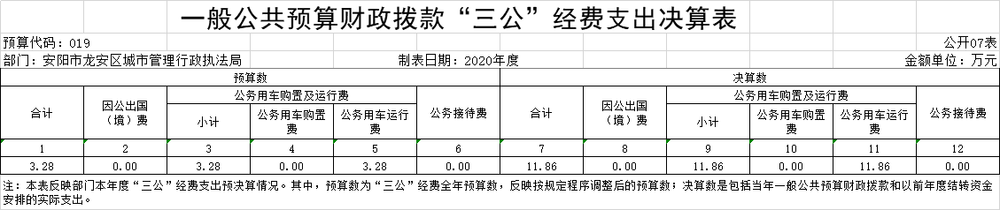 一般公共预算财政拨款“三公”经费支出决算表
预算代码：019 公开07表
部门：安阳市龙安区城市管理行政执法局 制表日期：2020年度 金额单位：万元
预算数 决算数
合计 因公出国（境）费 公务用车购置及运行费 公务接待费 合计 因公出国（境）费 公务用车购置及运行费 公务接待费
小计 公务用车购置费 公务用车运行费 小计 公务用车购置费 公务用车运行费
1 2 3 4 5 6 7 8 9 10 11 12
3.28 0.00 3.28 0.00 3.28 0.00 11.86 0.00 11.86 0.00 11.86 0.00
注：本表反映部门本年度“三公”经费支出预决算情况。其中，预算数为“三公”经费全年预算数，反映按规定程序调整后的预算数；决算数是包括当年一般公共预算财政拨款和以前年度结转资金
安排的实际支出。